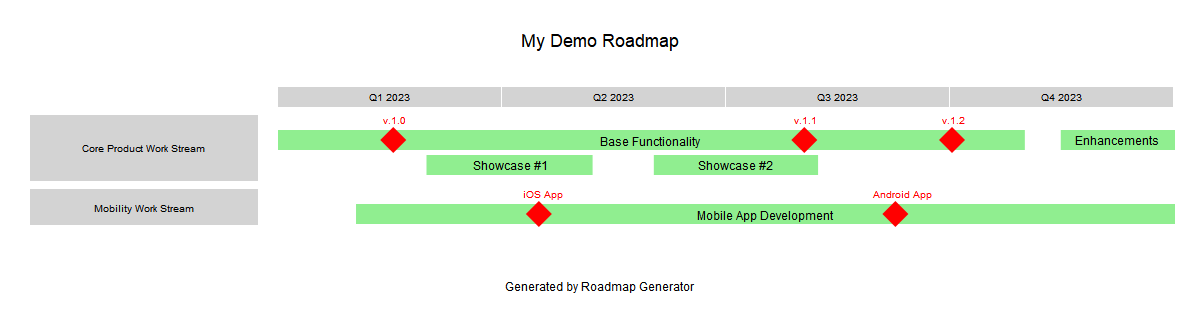 My Demo Roadmap
Q1 2023 Q2 2023 Q3 2023 Q4 2023
v.1.0 v.1.1 v.1.2
Core Product Work Stream
Base Functionality Enhancements
Showcase #1 Showcase #2
iOS App Android App
Mobility Work Stream
Mobile App Development
Generated by Roadmap Generator